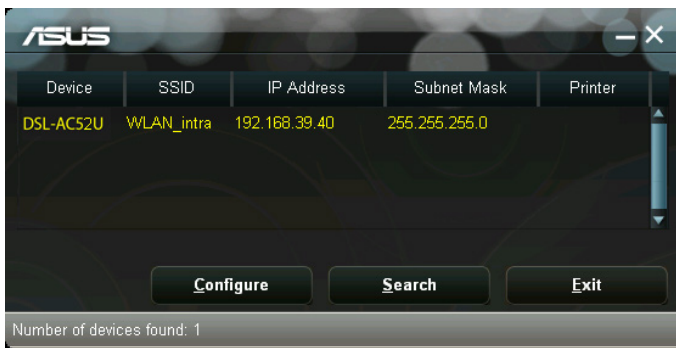 ASUS
Device SSID IP Address Subnet Mask Printer
DSL-AC52U WLAN_intra 192.168.39.40 255.255.255.0
Configure Search Exit
Number of devices found: 1